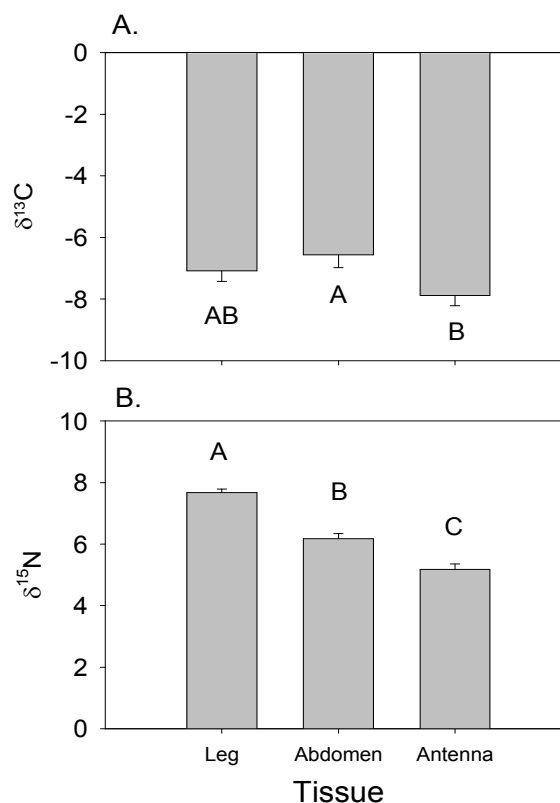 A.
0
-2
-4
-6
-8
-10
δ¹³C
AB
A
B
B.
10
8
6
4
2
0
δ¹⁵N
A
B
C
Leg Abdomen Antenna
Tissue